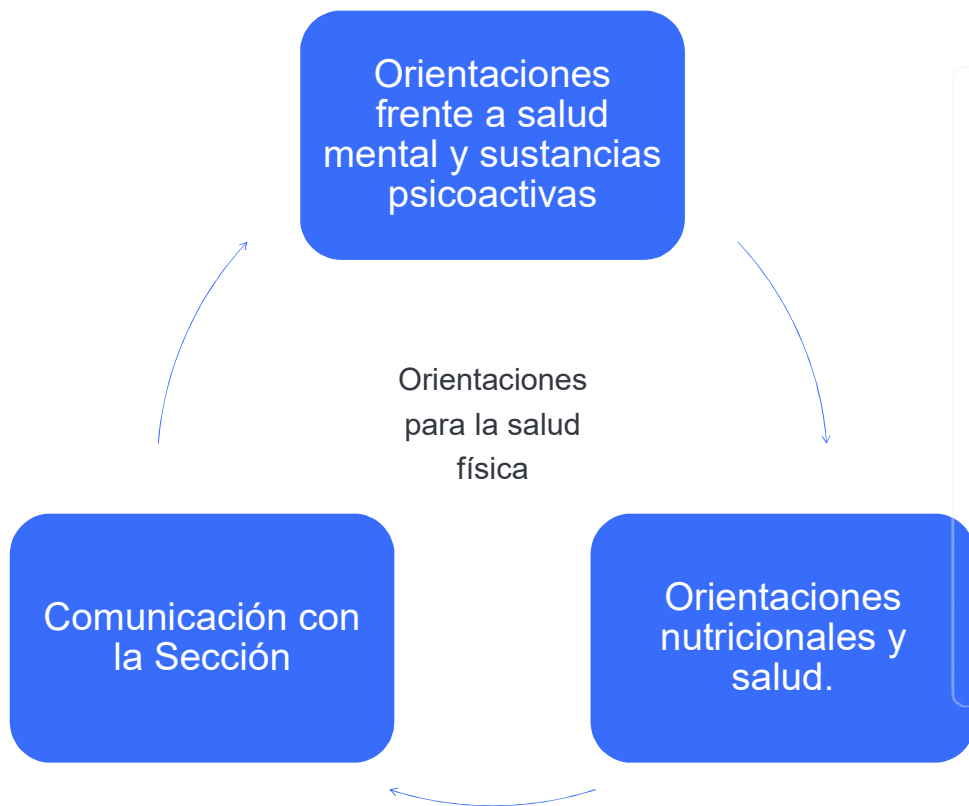 Orientaciones
frente a salud
mental y sustancias
psicoactivas
Orientaciones
para la salud
física
Comunicación con
la Sección
Orientaciones
nutricionales y
salud.